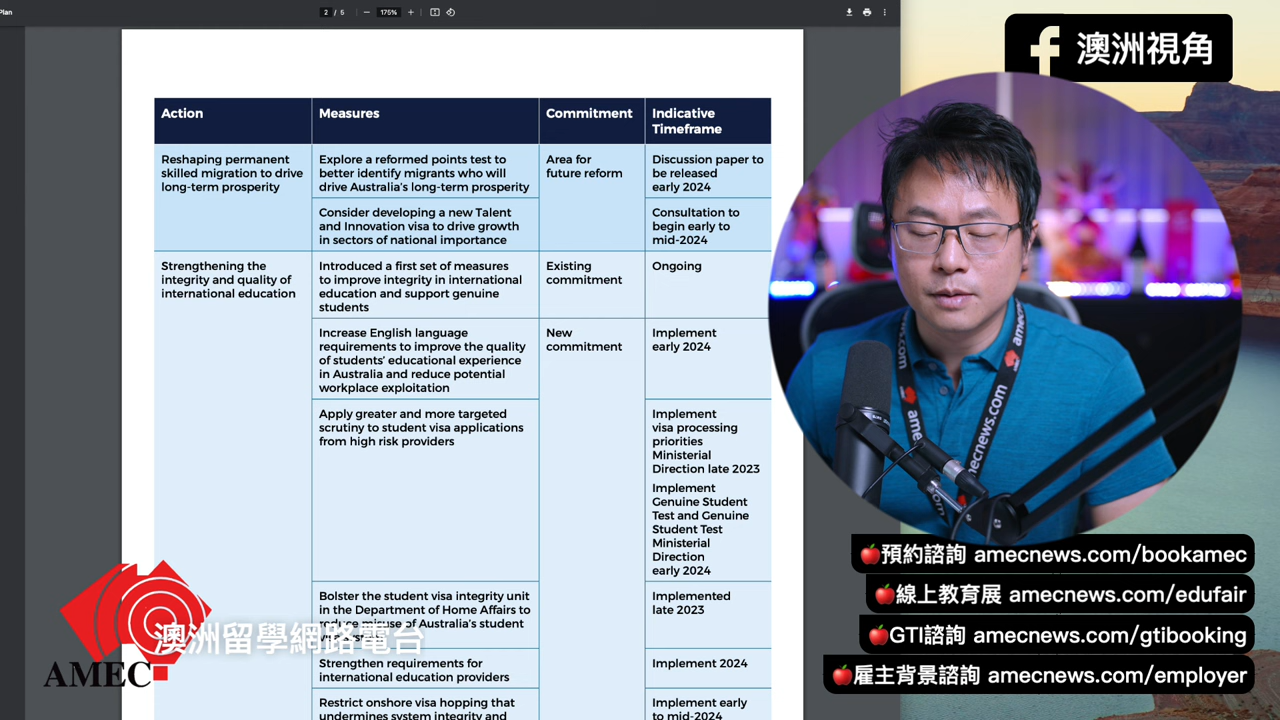 Plan
2 / 5
175%
Action
Measures
Commitment
Indicative
Timeframe
Reshaping permanent
skilled migration to drive
long-term prosperity
Explore a reformed points test to
better identify migrants who will
drive Australia's long-term prosperity
Area for
future reform
Discussion paper to
be released
early 2024
Consider developing a new Talent
and Innovation visa to drive growth
in sectors of national importance
Consultation to
begin early to
mid-2024
Strengthening the
integrity and quality of
international education
Introduced a first set of measures
to improve integrity in international
education and support genuine
students
Existing
commitment
Ongoing
Increase English language
requirements to improve the quality
of students' educational experience
in Australia and reduce potential
workplace exploitation
New
commitment
Implement
early 2024
Apply greater and more targeted
scrutiny to student visa applications
from high risk providers
Implement
visa processing
priorities
Ministerial
Direction late 2023
Implement
Genuine Student
Test and Genuine
Student Test
Ministerial
Direction
early 2024
Bolster the student visa integrity unit
in the Department of Home Affairs to
reduce misuse of Australia's student
Implemented
late 2023
Strengthen requirements for
international education providers
Implement 2024
Restrict onshore visa hopping that
undermines system integrity and
Implement early
to mid-2024
澳洲留學網路電台
AMEC
f 澳洲視角
amecnews.com
預約諮詢 amecnews.com/bookamec
線上教育展 amecnews.com/edufair
GTI諮詢 amecnews.com/gtibooking
雇主背景諮詢 amecnews.com/employer